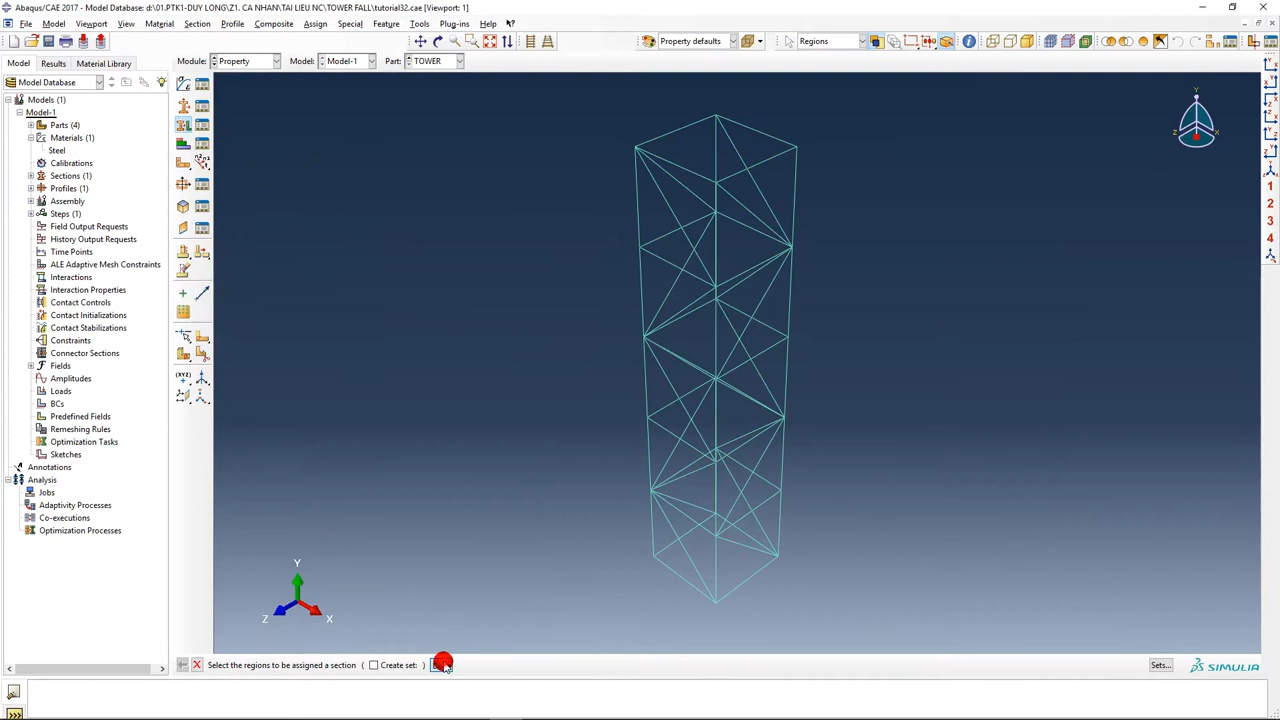 Abaqus/CAE 2017 - Model Database: d:\01.PTK1-DUY LONG\Z1. CA NHAN\TAI LIEU NC\TOWER FALL\tutorial32.cae [Viewport: 1]
File Model Viewport View Material Section Profile Composite Assign Special Feature Tools Plug-ins Help
Property defaults Regions
Model Results Material Library Module: Property Model: Model-1 Part: TOWER
Model Database
Models (1)
Model-1
Parts (4)
Materials (1)
Steel
Calibrations
Sections (1)
Profiles (1)
Assembly
Steps (1)
Field Output Requests
History Output Requests
Time Points
ALE Adaptive Mesh Constraints
Interactions
Interaction Properties
Contact Controls
Contact Initializations
Contact Stabilizations
Constraints
Connector Sections
Fields
Amplitudes
Loads
BCs
Predefined Fields
Remeshing Rules
Optimization Tasks
Sketches
Annotations
Analysis
Jobs
Adaptivity Processes
Co-executions
Optimization Processes
Y
Z X
1
2
3
4
Y
Z X
Select the regions to be assigned a section ( Create set: ) Sets... SIMULIA
>>>